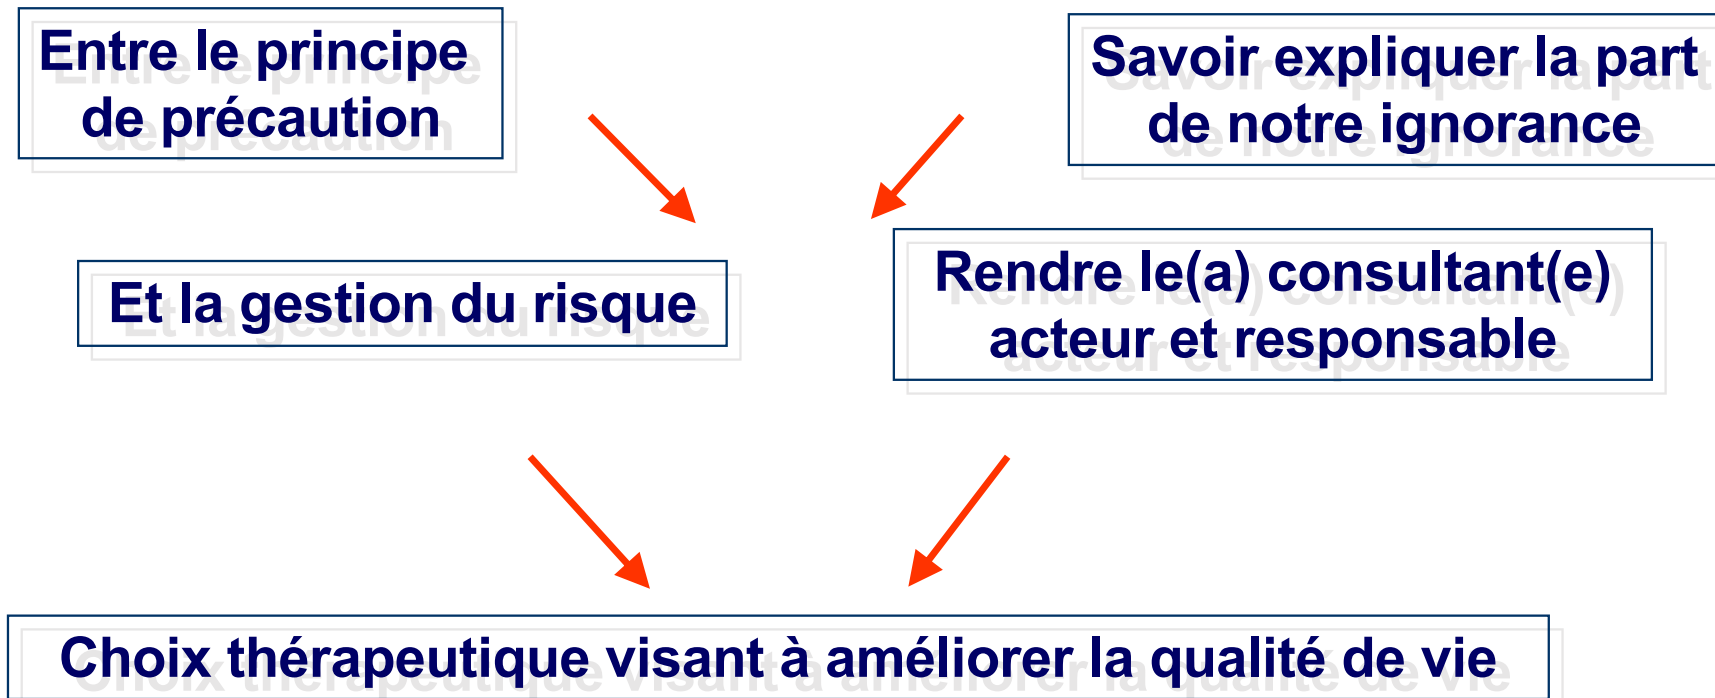 Entre le principe
de précaution
Savoir expliquer la part
de notre ignorance
Et la gestion du risque
Rendre le(a) consultant(e)
acteur et responsable
Choix thérapeutique visant à améliorer la qualité de vie